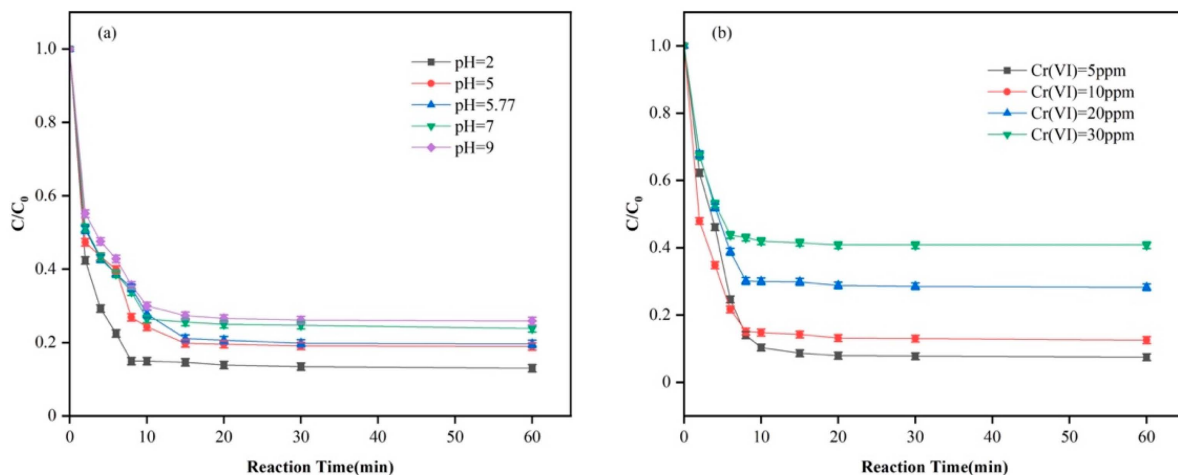 (a)
pH=2
pH=5
pH=5.77
pH=7
pH=9
C/C0
1.0
0.8
0.6
0.4
0.2
0
0 10 20 30 40 50 60
Reaction Time(min)
(b)
Cr(VI)=5ppm
Cr(VI)=10ppm
Cr(VI)=20ppm
Cr(VI)=30ppm
C/C0
1.0
0.8
0.6
0.4
0.2
0
0 10 20 30 40 50 60
Reaction Time(min)